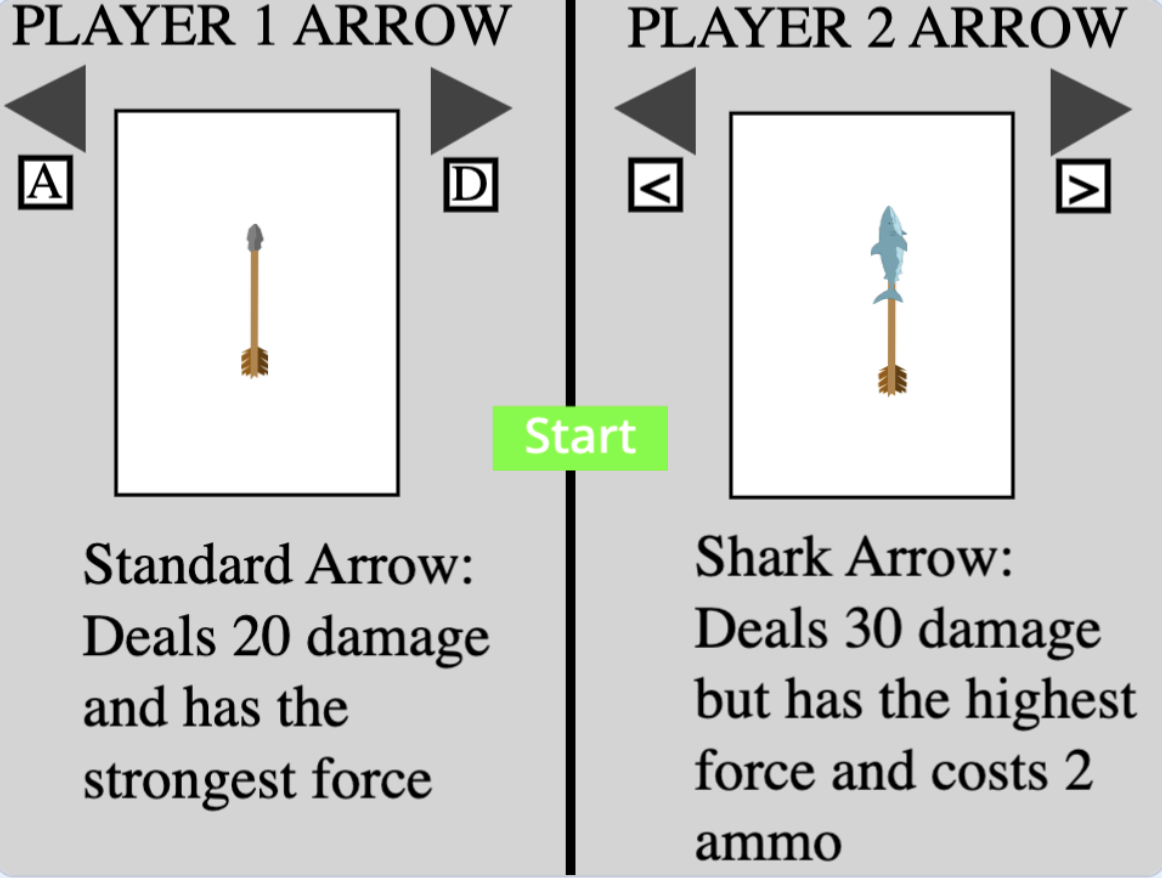 PLAYER 1 ARROW
A
D
Standard Arrow:
Deals 20 damage
and has the
strongest force
Start
PLAYER 2 ARROW
<
>
Shark Arrow:
Deals 30 damage
but has the highest
force and costs 2
ammo